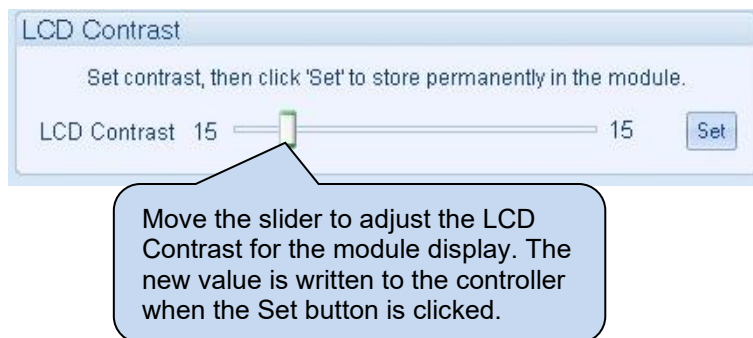 LCD Contrast
Set contrast, then click 'Set' to store permanently in the module.
LCD Contrast 15 15 Set
Move the slider to adjust the LCD
Contrast for the module display. The
new value is written to the controller
when the Set button is clicked.